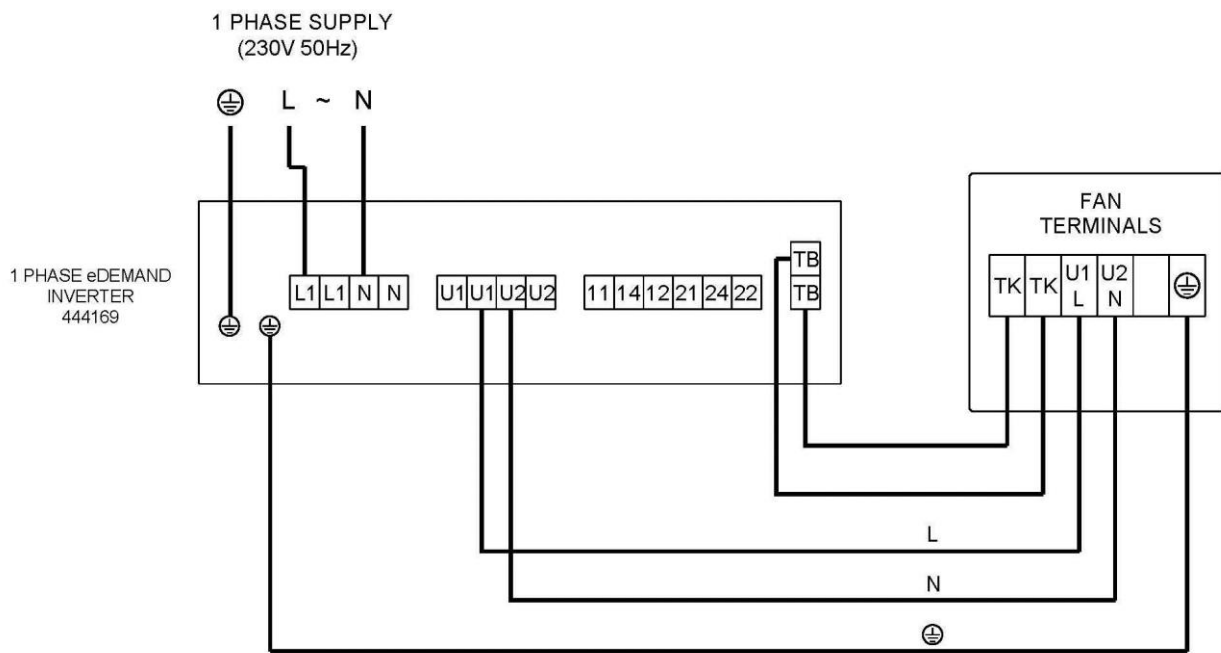 1 PHASE SUPPLY
(230V 50Hz)
L ~ N
1 PHASE eDEMAND
INVERTER
444169
L1 L1 N N
U1 U1 U2 U2
11 14 12 21 24 22
TB
TB
FAN
TERMINALS
TK TK U1 U2
L N
L
N